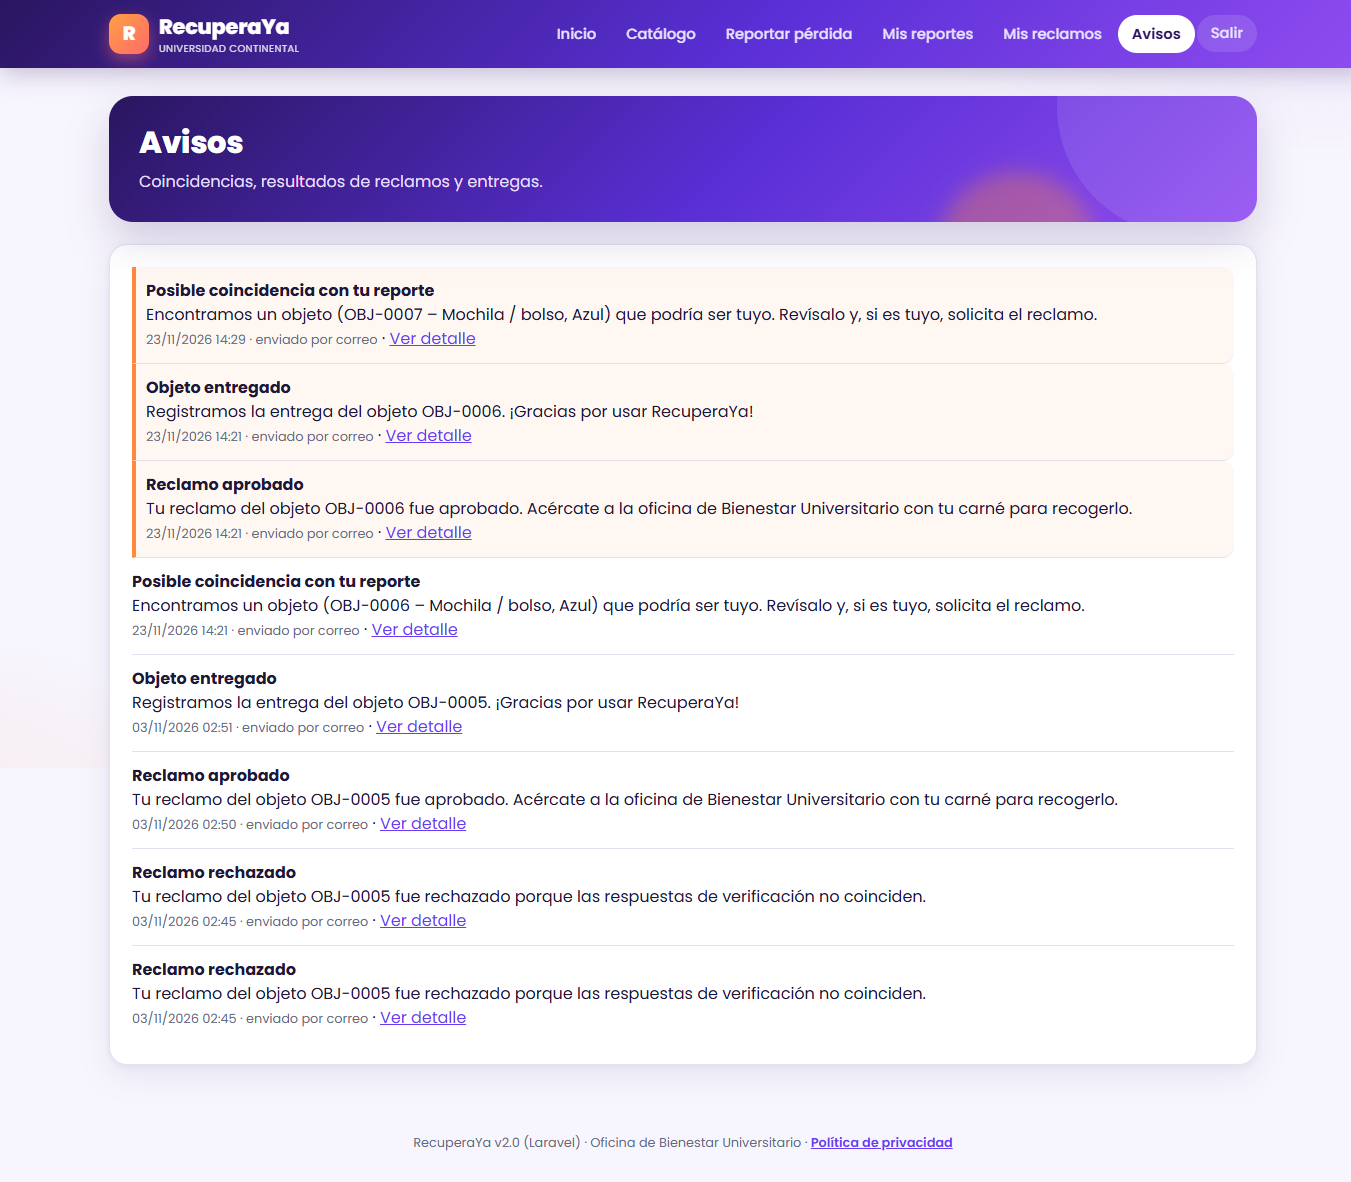 R
RecuperaYa
UNIVERSIDAD CONTINENTAL
Inicio
Catálogo
Reportar pérdida
Mis reportes
Mis reclamos
Avisos
Salir
Avisos
Coincidencias, resultados de reclamos y entregas.
Posible coincidencia con tu reporte
Encontramos un objeto (OBJ-0007 – Mochila / bolso, Azul) que podría ser tuyo. Revísalo y, si es tuyo, solicita el reclamo.
23/11/2026 14:29 · enviado por correo · Ver detalle
Objeto entregado
Registramos la entrega del objeto OBJ-0006. ¡Gracias por usar RecuperaYa!
23/11/2026 14:21 · enviado por correo · Ver detalle
Reclamo aprobado
Tu reclamo del objeto OBJ-0006 fue aprobado. Acércate a la oficina de Bienestar Universitario con tu carné para recogerlo.
23/11/2026 14:21 · enviado por correo · Ver detalle
Posible coincidencia con tu reporte
Encontramos un objeto (OBJ-0006 – Mochila / bolso, Azul) que podría ser tuyo. Revísalo y, si es tuyo, solicita el reclamo.
23/11/2026 14:21 · enviado por correo · Ver detalle
Objeto entregado
Registramos la entrega del objeto OBJ-0005. ¡Gracias por usar RecuperaYa!
03/11/2026 02:51 · enviado por correo · Ver detalle
Reclamo aprobado
Tu reclamo del objeto OBJ-0005 fue aprobado. Acércate a la oficina de Bienestar Universitario con tu carné para recogerlo.
03/11/2026 02:50 · enviado por correo · Ver detalle
Reclamo rechazado
Tu reclamo del objeto OBJ-0005 fue rechazado porque las respuestas de verificación no coinciden.
03/11/2026 02:45 · enviado por correo · Ver detalle
Reclamo rechazado
Tu reclamo del objeto OBJ-0005 fue rechazado porque las respuestas de verificación no coinciden.
03/11/2026 02:45 · enviado por correo · Ver detalle
RecuperaYa v2.0 (Laravel) · Oficina de Bienestar Universitario · Política de privacidad